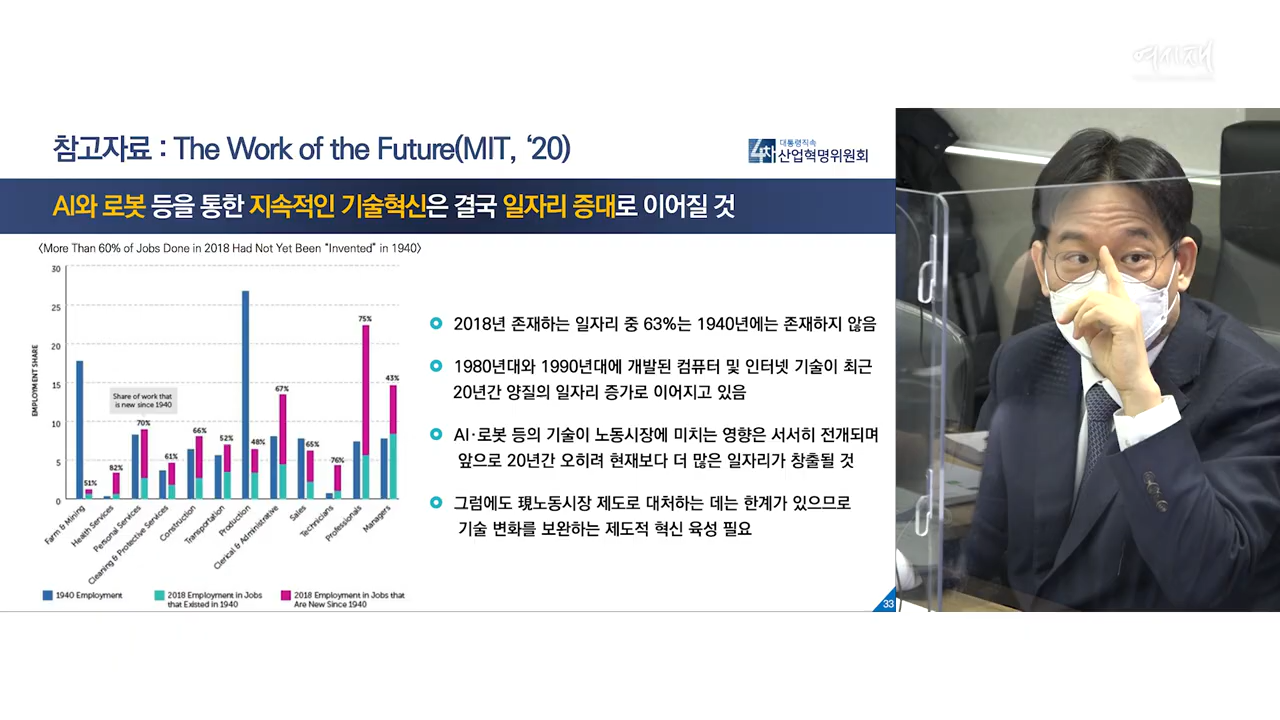 여시재
참고자료 : The Work of the Future(MIT, ‘20)
4차
대통령직속
산업혁명위원회
AI와 로봇 등을 통한 지속적인 기술혁신은 결국 일자리 증대로 이어질 것
<More Than 60% of Jobs Done in 2018 Had Not Yet Been “Invented” in 1940>
EMPLOYMENT SHARE
30
25
20
15
10
5
0
Share of work that
is new since 1940
51%
82%
70%
61%
66%
52%
48%
67%
65%
76%
75%
43%
Farm & Mining
Health Services
Personal Services
Cleaning & Protective Services
Construction
Transportation
Production
Clerical & Administrative
Sales
Technicians
Professionals
Managers
1940 Employment
2018 Employment in Jobs
that Existed in 1940
2018 Employment in Jobs that
Are New Since 1940
2018년 존재하는 일자리 중 63%는 1940년에는 존재하지 않음
1980년대와 1990년대에 개발된 컴퓨터 및 인터넷 기술이 최근
20년간 양질의 일자리 증가로 이어지고 있음
AI·로봇 등의 기술이 노동시장에 미치는 영향은 서서히 전개되며
앞으로 20년간 오히려 현재보다 더 많은 일자리가 창출될 것
그럼에도 現노동시장 제도로 대처하는 데는 한계가 있으므로
기술 변화를 보완하는 제도적 혁신 육성 필요
33